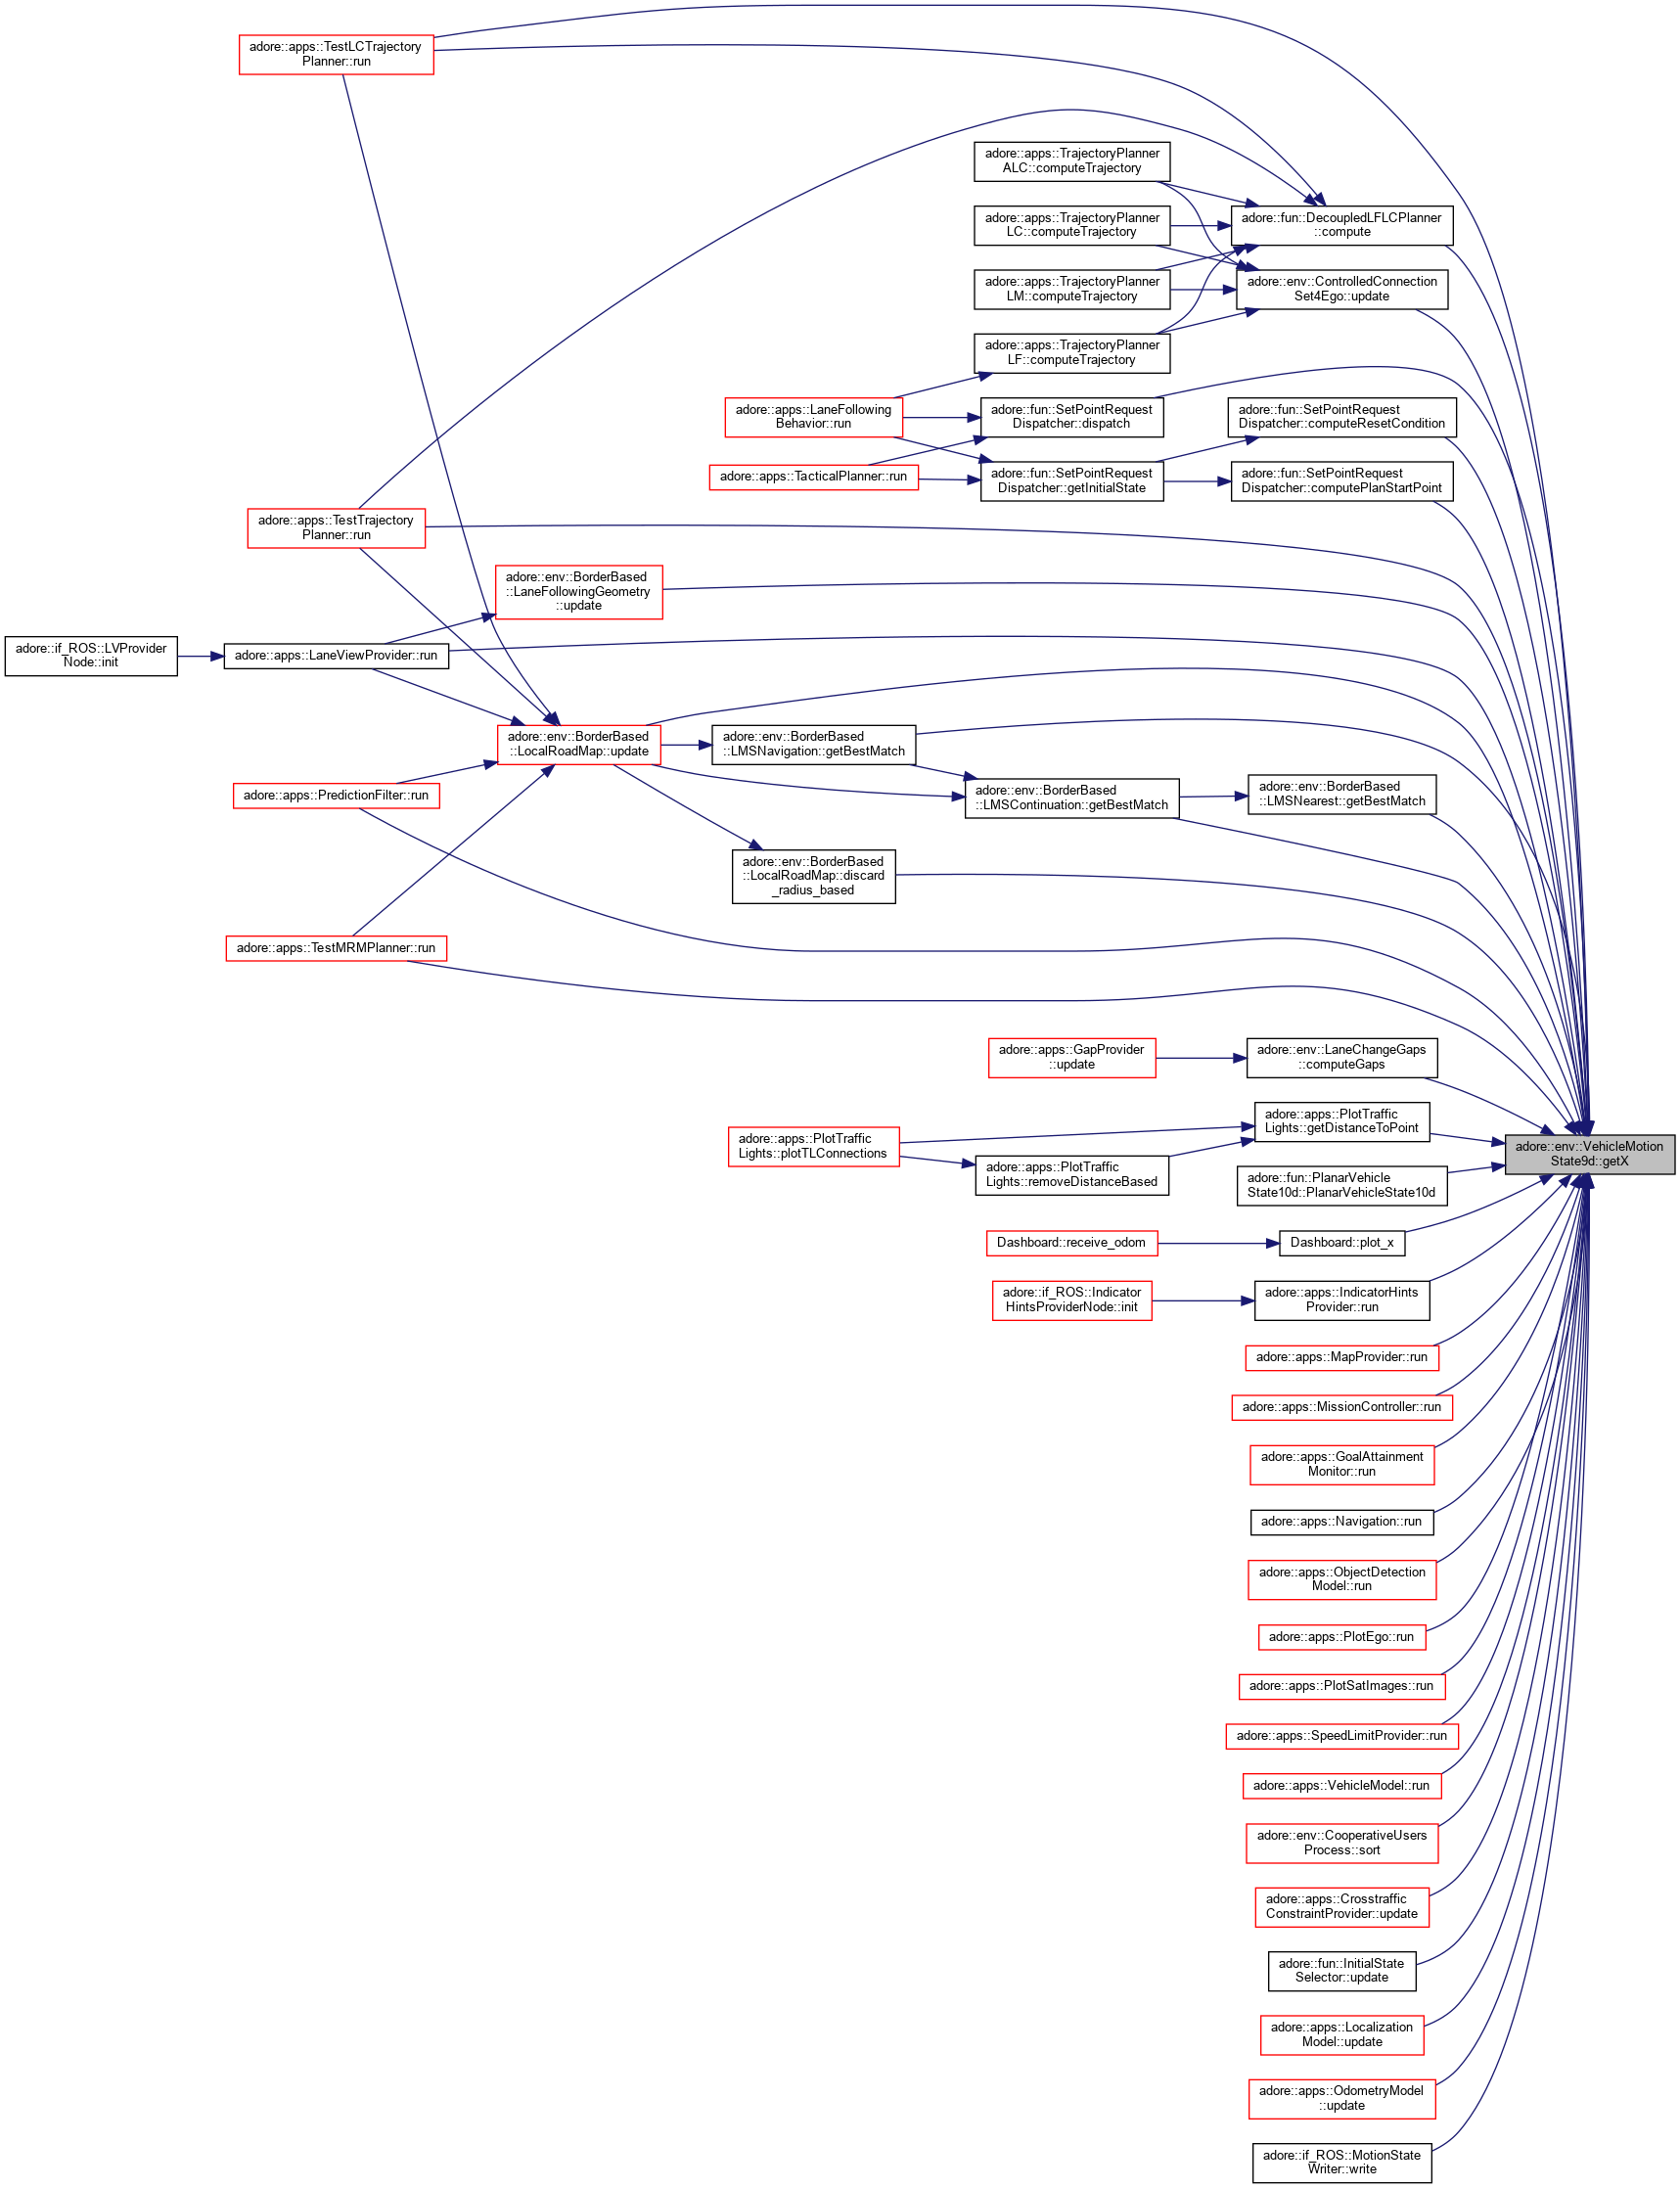 adore::apps::TestLCTrajectory
Planner::run
adore::apps::TrajectoryPlanner
ALC::computeTrajectory
adore::fun::DecoupledLFLCPlanner
::compute
adore::apps::TrajectoryPlanner
LC::computeTrajectory
adore::env::ControlledConnection
Set4Ego::update
adore::apps::TrajectoryPlanner
LM::computeTrajectory
adore::apps::TrajectoryPlanner
LF::computeTrajectory
adore::apps::LaneFollowing
Behavior::run
adore::fun::SetPointRequest
Dispatcher::dispatch
adore::fun::SetPointRequest
Dispatcher::computeResetCondition
adore::apps::TacticalPlanner::run
adore::fun::SetPointRequest
Dispatcher::getInitialState
adore::fun::SetPointRequest
Dispatcher::computePlanStartPoint
adore::apps::TestTrajectory
Planner::run
adore::env::BorderBased
::LaneFollowingGeometry
::update
adore::if_ROS::LVProvider
Node::init
adore::apps::LaneViewProvider::run
adore::env::BorderBased
::LocalRoadMap::update
adore::env::BorderBased
::LMSNavigation::getBestMatch
adore::env::BorderBased
::LMSContinuation::getBestMatch
adore::env::BorderBased
::LMSNearest::getBestMatch
adore::apps::PredictionFilter::run
adore::env::BorderBased
::LocalRoadMap::discard
_radius_based
adore::apps::TestMRMPlanner::run
adore::apps::GapProvider
::update
adore::env::LaneChangeGaps
::computeGaps
adore::apps::PlotTraffic
Lights::plotTLConnections
adore::apps::PlotTraffic
Lights::getDistanceToPoint
adore::env::VehicleMotion
State9d::getX
adore::apps::PlotTraffic
Lights::removeDistanceBased
adore::fun::PlanarVehicle
State10d::PlanarVehicleState10d
Dashboard::receive_odom
Dashboard::plot_x
adore::if_ROS::Indicator
HintsProviderNode::init
adore::apps::IndicatorHints
Provider::run
adore::apps::MapProvider::run
adore::apps::MissionController::run
adore::apps::GoalAttainment
Monitor::run
adore::apps::Navigation::run
adore::apps::ObjectDetection
Model::run
adore::apps::PlotEgo::run
adore::apps::PlotSatImages::run
adore::apps::SpeedLimitProvider::run
adore::apps::VehicleModel::run
adore::env::CooperativeUsers
Process::sort
adore::apps::Crosstraffic
ConstraintProvider::update
adore::fun::InitialState
Selector::update
adore::apps::Localization
Model::update
adore::apps::OdometryModel
::update
adore::if_ROS::MotionState
Writer::write